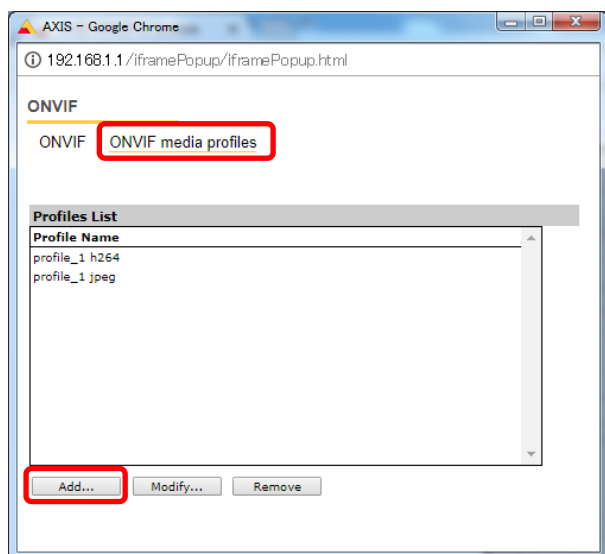 AXIS - Google Chrome
192.168.1.1/iframePopup/iframePopup.html
ONVIF
ONVIF ONVIF media profiles
Profiles List
Profile Name
profile_1 h264
profile_1 jpeg
Add... Modify... Remove